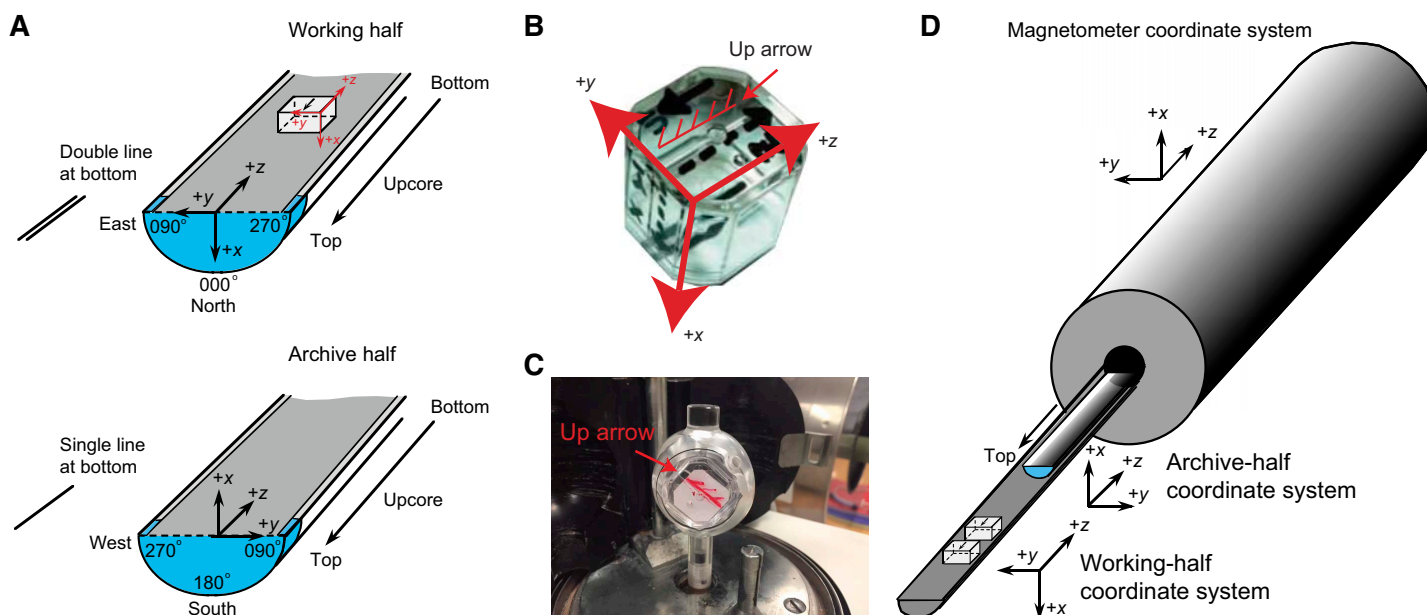 A
Working half
+z
+y
+x
Bottom
Double line
at bottom
+z
+y
Upcore
East
090°
270°
+x
Top
000°
North
Archive half
Bottom
Single line
at bottom
+x
+z
Upcore
+y
West
270°
090°
Top
180°
South
B
Up arrow
+y
+z
+x
C
Up arrow
D
Magnetometer coordinate system
+x
+z
+y
Top
+x
+z
+y
Archive-half
coordinate system
+z
+y
+x
Working-half
coordinate system